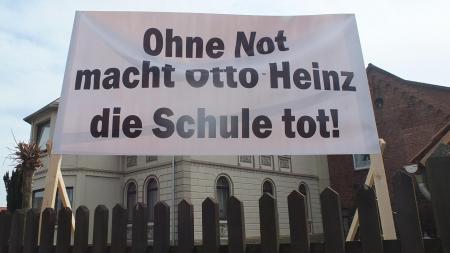 Ohne Not
macht Otto-Heinz
die Schule tot!